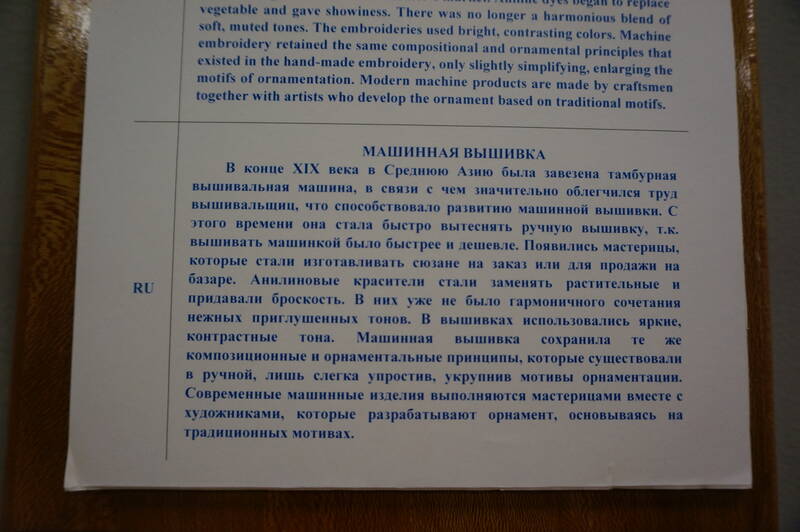 Aniline dyes began to replace
vegetable and gave showiness. There was no longer a harmonious blend of
soft, muted tones. The embroideries used bright, contrasting colors. Machine
embroidery retained the same compositional and ornamental principles that
existed in the hand-made embroidery, only slightly simplifying, enlarging the
motifs of ornamentation. Modern machine products are made by craftsmen
together with artists who develop the ornament based on traditional motifs.
RU
МАШИННАЯ ВЫШИВКА
В конце XIX века в Среднюю Азию была завезена тамбурная
вышивальная машина, в связи с чем значительно облегчился труд
вышивальщиц, что способствовало развитию машинной вышивки. С
этого времени она стала быстро вытеснять ручную вышивку, т.к.
вышивать машинкой было быстрее и дешевле. Появились мастерицы,
которые стали изготавливать сюзане на заказ или для продажи на
базаре. Анилиновые красители стали заменять растительные и
придавали броскость. В них уже не было гармоничного сочетания
нежных приглушенных тонов. В вышивках использовались яркие,
контрастные тона. Машинная вышивка сохранила те же
композиционные и орнаментальные принципы, которые существовали
в ручной, лишь слегка упростив, укрупнив мотивы орнаментации.
Современные машинные изделия выполняются мастерицами вместе с
художниками, которые разрабатывают орнамент, основываясь на
традиционных мотивах.